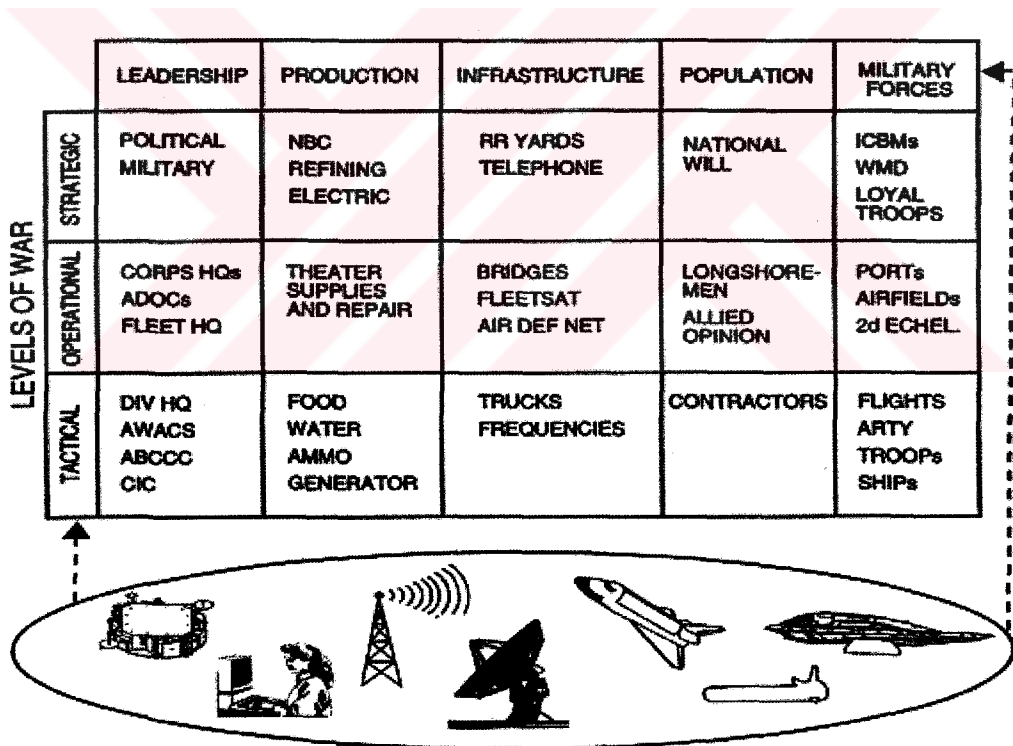 LEADERSHIP
PRODUCTION
INFRASTRUCTURE
POPULATION
MILITARY
FORCES
LEVELS OF WAR
STRATEGIC
POLITICAL
MILITARY
NBC
REFINING
ELECTRIC
RR YARDS
TELEPHONE
NATIONAL
WILL
ICBMs
WMD
LOYAL
TROOPS
OPERATIONAL
CORPS HQs
ADOCs
FLEET HQ
THEATER
SUPPLIES
AND REPAIR
BRIDGES
FLEETSAT
AIR DEF NET
LONGSHORE-
MEN
ALLIED
OPINION
PORTs
AIRFIELDs
2d ECHEL.
TACTICAL
DIV HQ
AWACS
ABCCC
CIC
FOOD
WATER
AMMO
GENERATOR
TRUCKS
FREQUENCIES
CONTRACTORS
FLIGHTS
ARTY
TROOPs
SHIPs